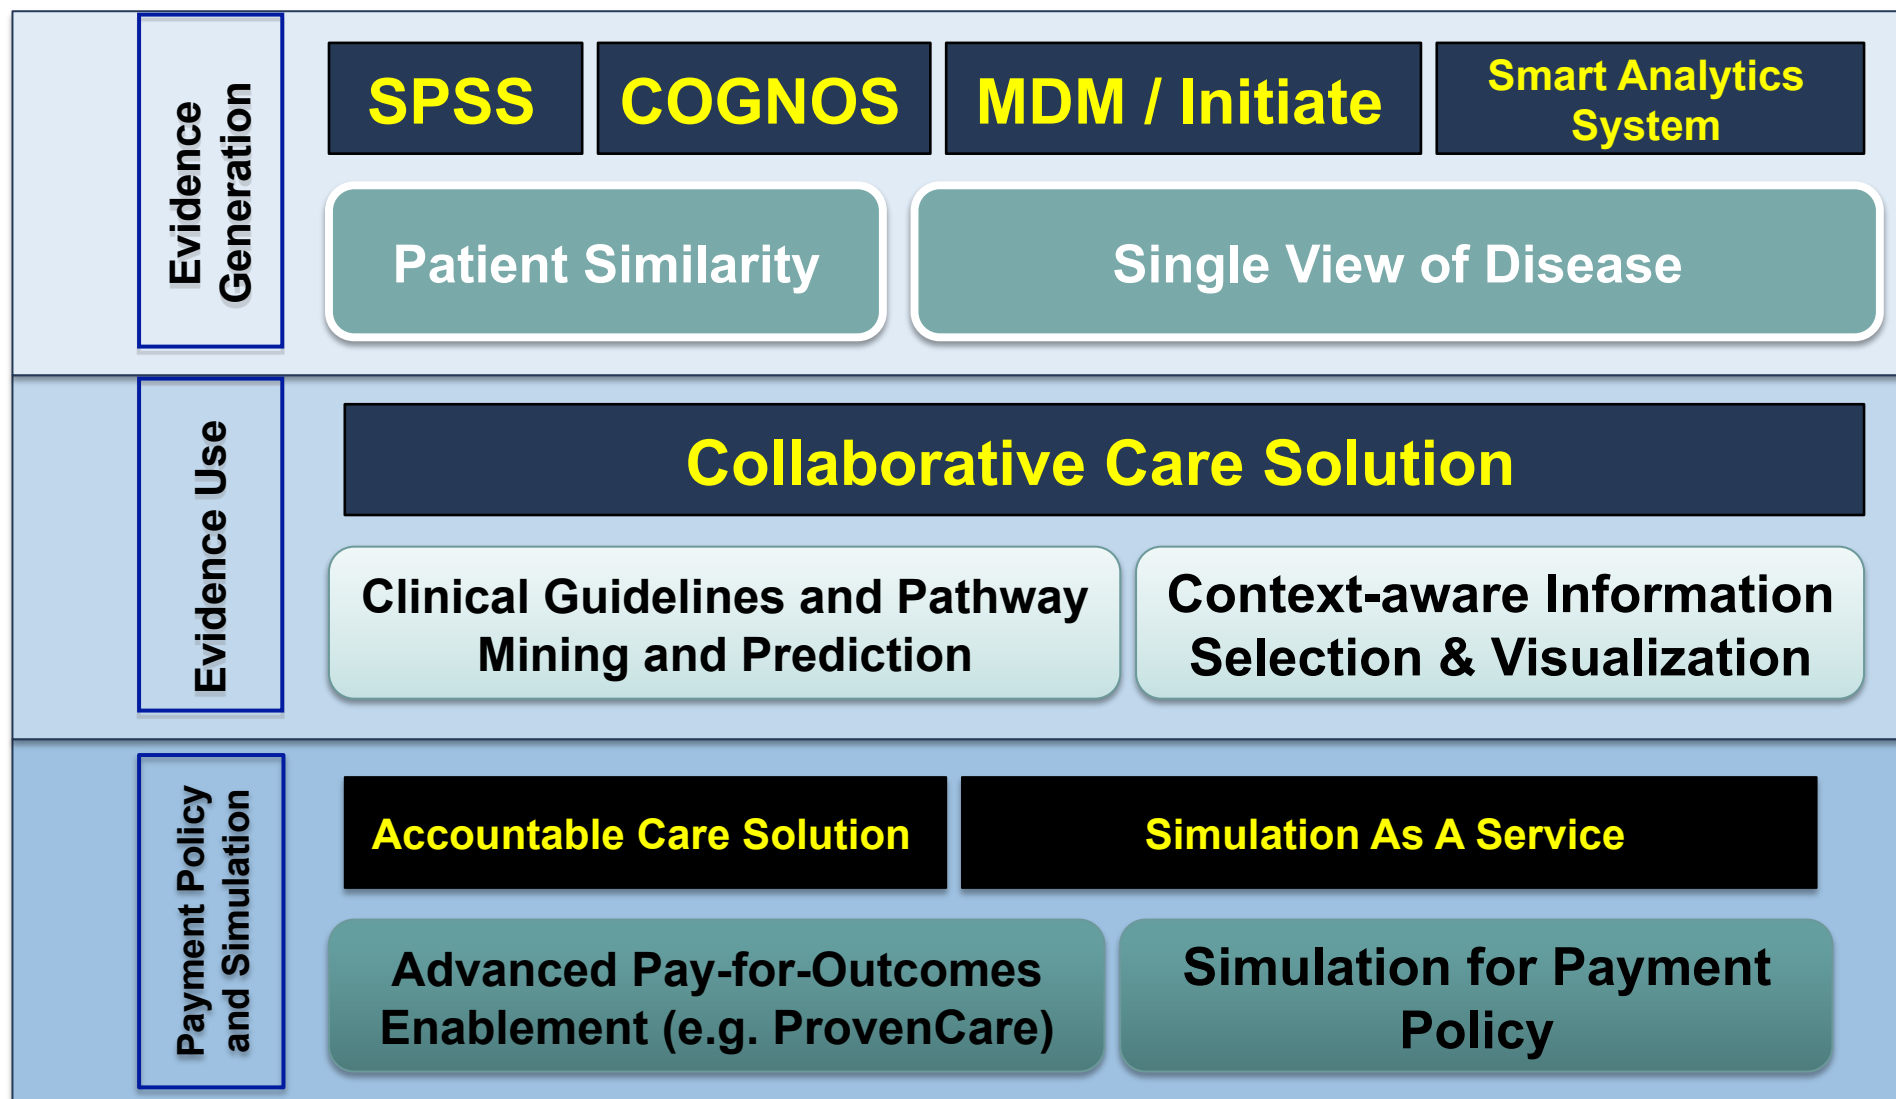 Evidence
Generation
SPSS
COGNOS
MDM / Initiate
Smart Analytics
System
Patient Similarity
Single View of Disease
Evidence Use
Collaborative Care Solution
Clinical Guidelines and Pathway
Mining and Prediction
Context-aware Information
Selection & Visualization
Payment Policy
and Simulation
Accountable Care Solution
Simulation As A Service
Advanced Pay-for-Outcomes
Enablement (e.g. ProvenCare)
Simulation for Payment
Policy